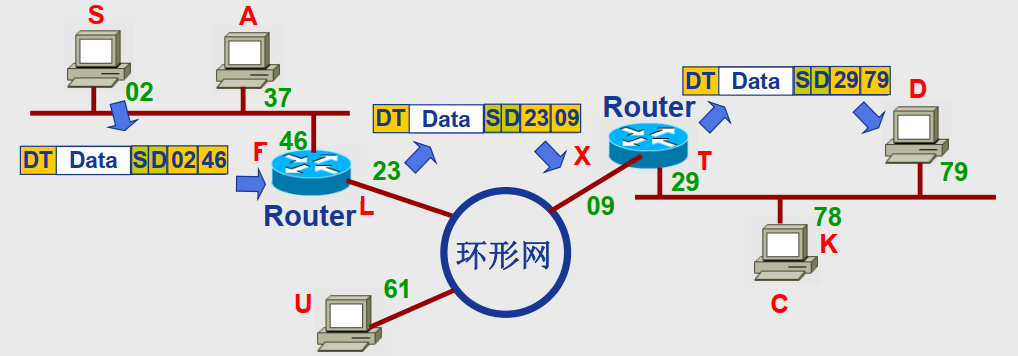 S
A
02
37
DT Data S D 02 46
F
46
Router
L
23
DT Data S D 23 09
X
Router
T
29
09
DT Data S D 29 79
D
79
78
K
C
环形网
61
U